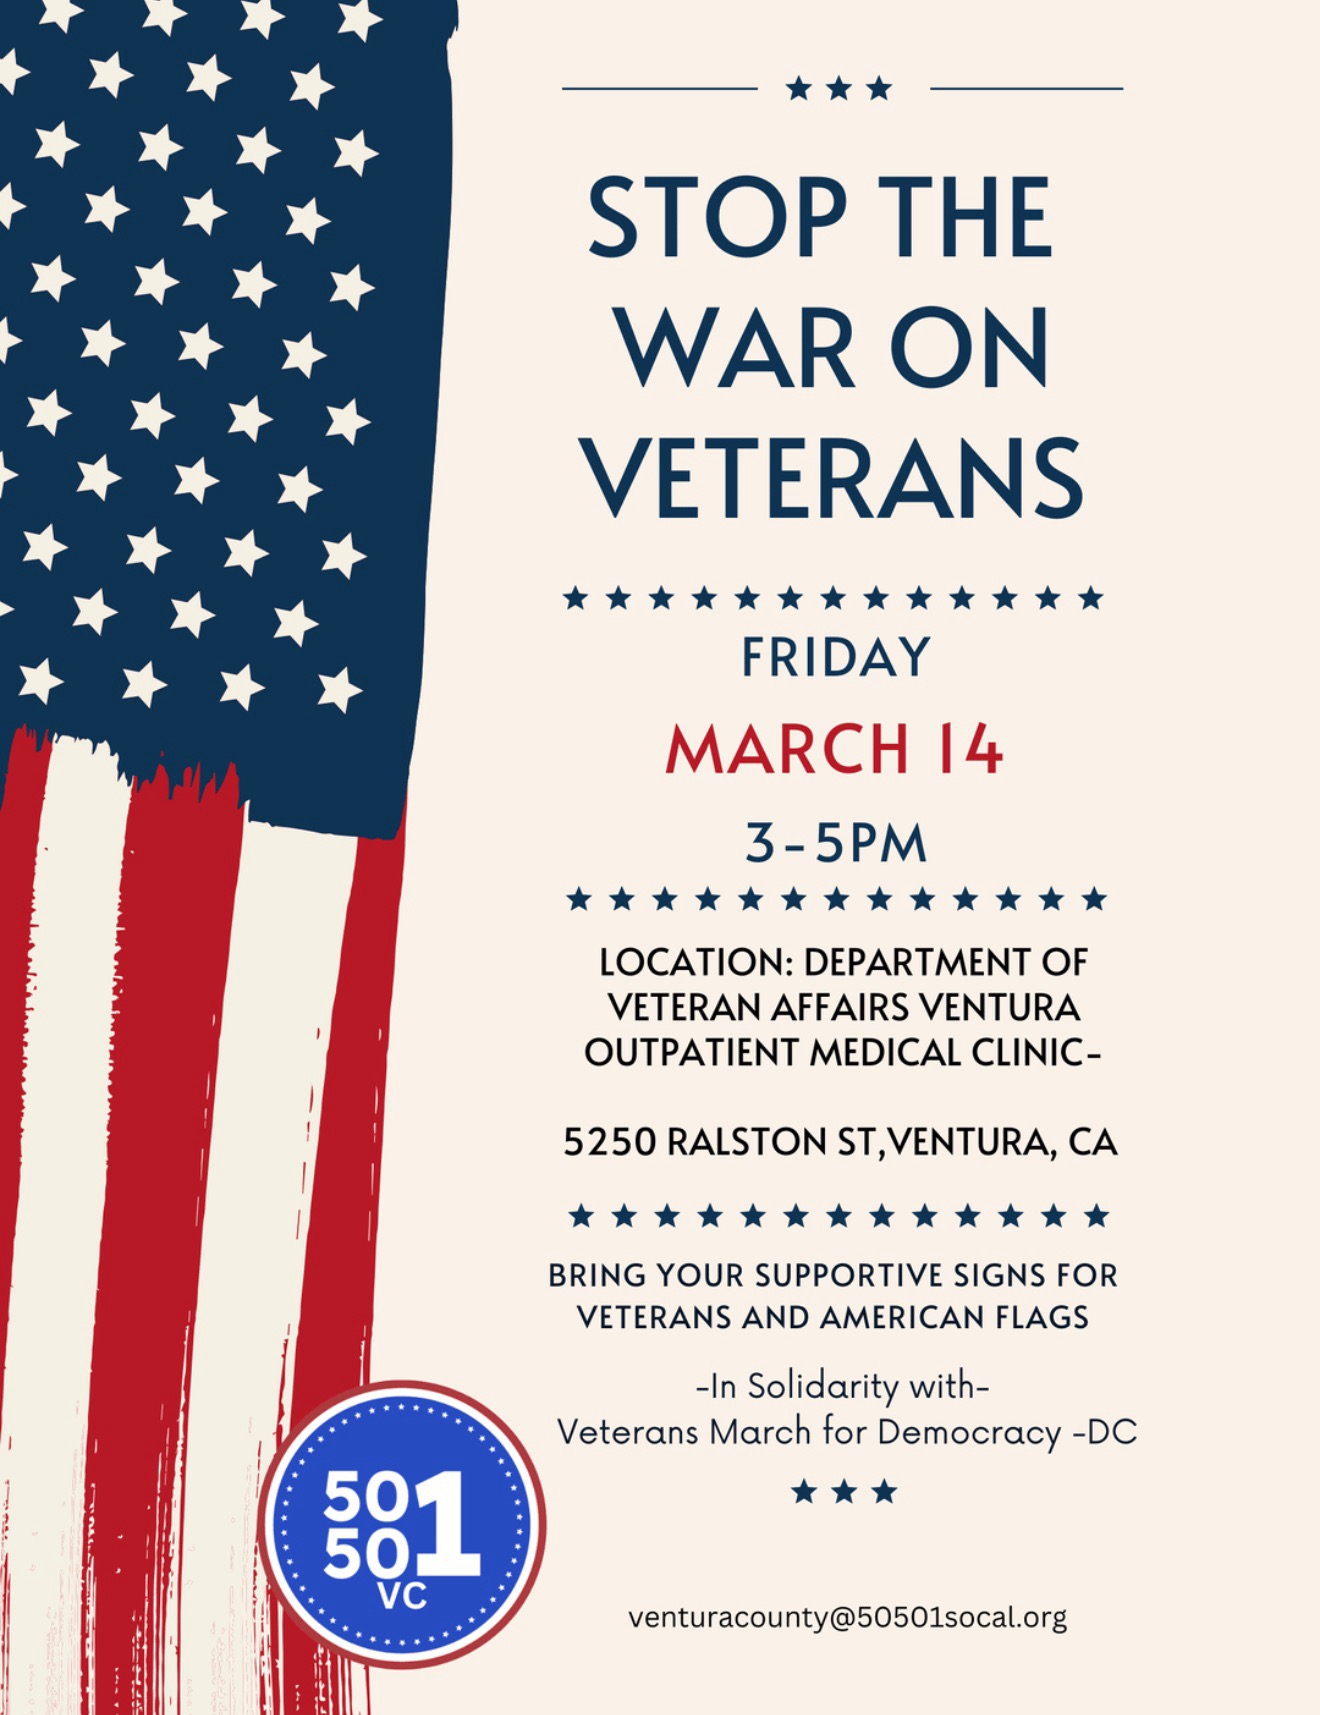 STOP THE
WAR ON
VETERANS
FRIDAY
MARCH 14
3-5PM
LOCATION: DEPARTMENT OF
VETERAN AFFAIRS VENTURA
OUTPATIENT MEDICAL CLINIC-
5250 RALSTON ST,VENTURA, CA
BRING YOUR SUPPORTIVE SIGNS FOR
VETERANS AND AMERICAN FLAGS
-In Solidarity with-
Veterans March for Democracy -DC
50
50
1
VC
venturacounty@50501socal.org